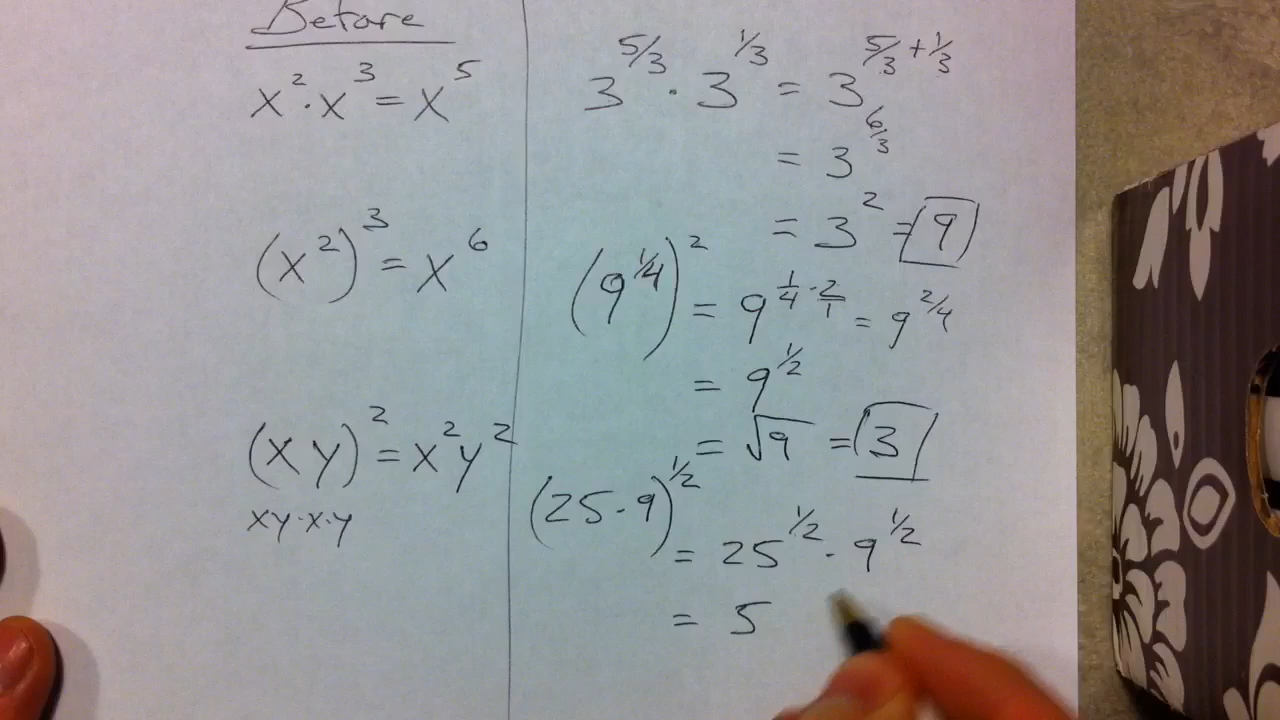 Before
x² · x³ = x⁵
(x²)³ = x⁶
(xy)² = x²y²
xy·x·y
3^5/3 · 3^1/3 = 3^5/3+1/3
= 3^6/3
= 3² = 9
(9^1/4)² = 9^1/4·2/1 = 9^2/4
= 9^1/2
= √9 = 3
(25·9)^1/2
= 25^1/2 · 9^1/2
= 5